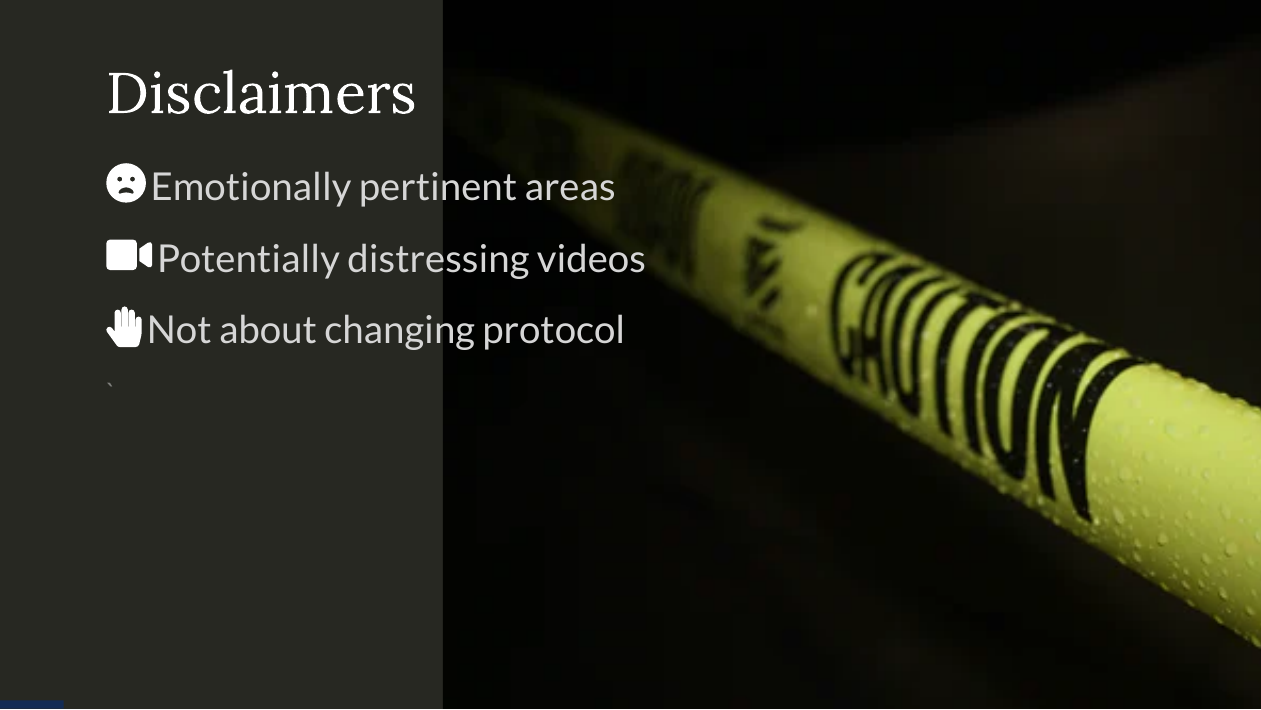 Disclaimers
Emotionally pertinent areas
Potentially distressing videos
Not about changing protocol
`
CAUTION